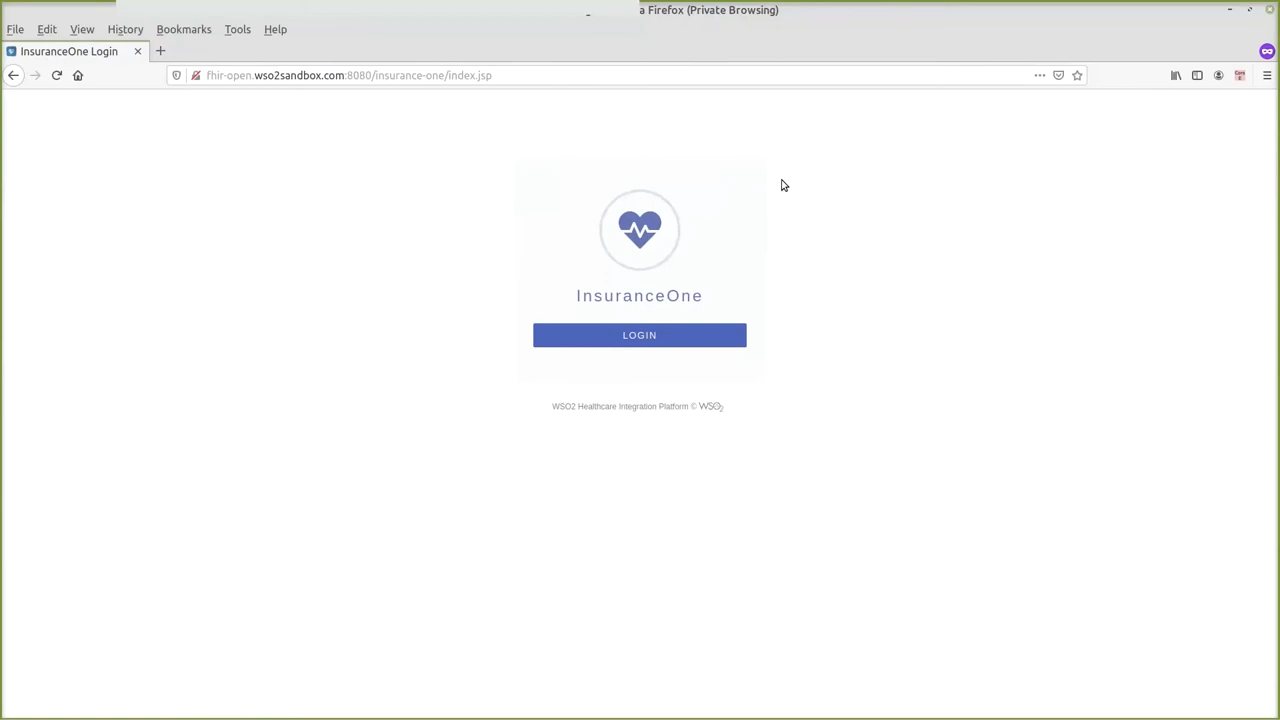 a Firefox (Private Browsing)
File Edit View History Bookmarks Tools Help
InsuranceOne Login
fhir-open.wso2sandbox.com:8080/insurance-one/index.jsp
InsuranceOne
LOGIN
WSO2 Healthcare Integration Platform © WSO2